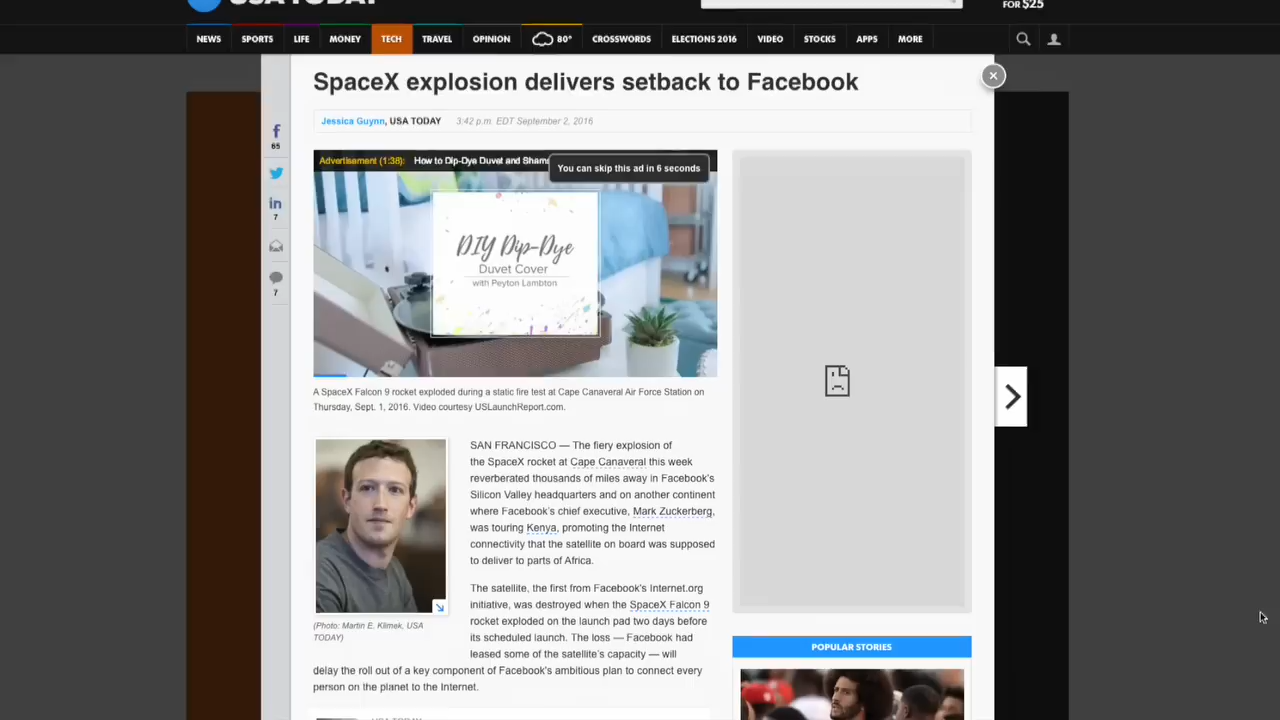 USA TODAY
FOR $25
NEWS SPORTS LIFE MONEY TECH TRAVEL OPINION 80° CROSSWORDS ELECTIONS 2016 VIDEO STOCKS APPS MORE
SpaceX explosion delivers setback to Facebook
Jessica Guynn, USA TODAY 3:42 p.m. EDT September 2, 2016
65
7
7
Advertisement (1:38): How to Dip-Dye Duvet and Shams
You can skip this ad in 6 seconds
DIY Dip-Dye
Duvet Cover
with Peyton Lambton
A SpaceX Falcon 9 rocket exploded during a static fire test at Cape Canaveral Air Force Station on
Thursday, Sept. 1, 2016. Video courtesy USLaunchReport.com.
(Photo: Martin E. Klimek, USA
TODAY)
SAN FRANCISCO — The fiery explosion of
the SpaceX rocket at Cape Canaveral this week
reverberated thousands of miles away in Facebook's
Silicon Valley headquarters and on another continent
where Facebook's chief executive, Mark Zuckerberg,
was touring Kenya, promoting the Internet
connectivity that the satellite on board was supposed
to deliver to parts of Africa.
The satellite, the first from Facebook's Internet.org
initiative, was destroyed when the SpaceX Falcon 9
rocket exploded on the launch pad two days before
its scheduled launch. The loss — Facebook had
leased some of the satellite's capacity — will
delay the roll out of a key component of Facebook's ambitious plan to connect every
person on the planet to the Internet.
USA TODAY
POPULAR STORIES